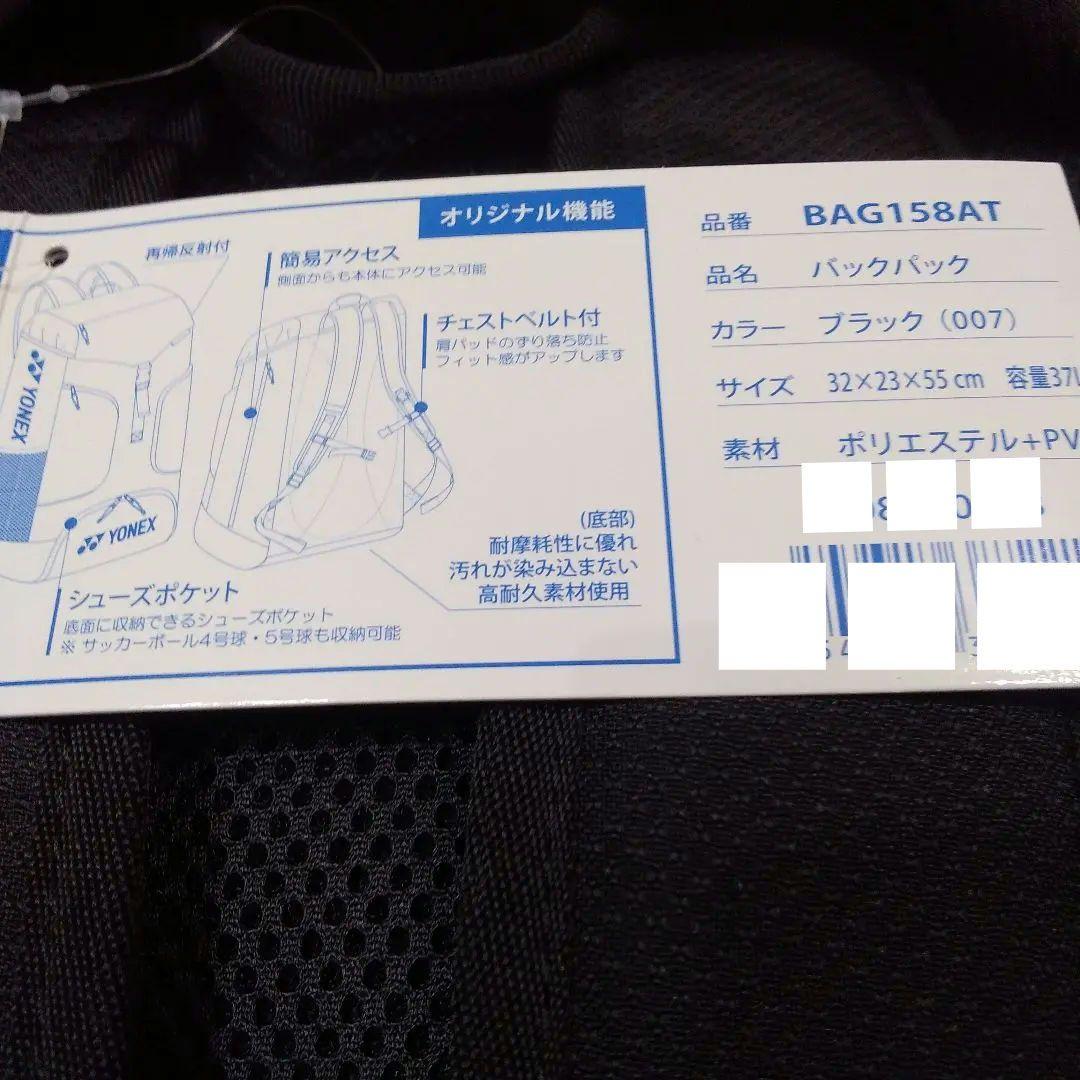 オリジナル機能
再帰反射付
簡易アクセス
側面からも本体にアクセス可能
チェストベルト付
肩パッドのずり落ち防止
フィット感がアップします
YONEX
YONEX
(底部)
耐摩耗性に優れ
汚れが染み込まない
高耐久素材使用
シューズポケット
底面に収納できるシューズポケット
※ サッカーボール4号球・5号球も収納可能
品番 BAG158AT
品名 バックパック
カラー ブラック(007)
サイズ 32×23×55cm 容量37L
素材 ポリエステル+PV